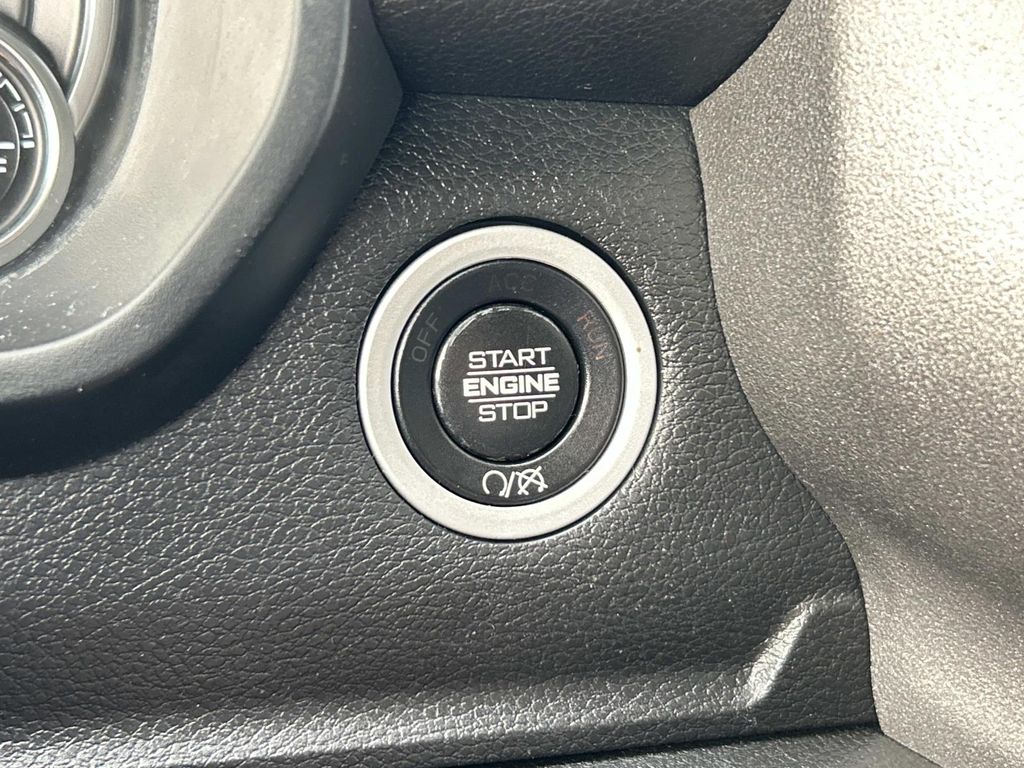 OFF
ACC
RUN
START
ENGINE
STOP